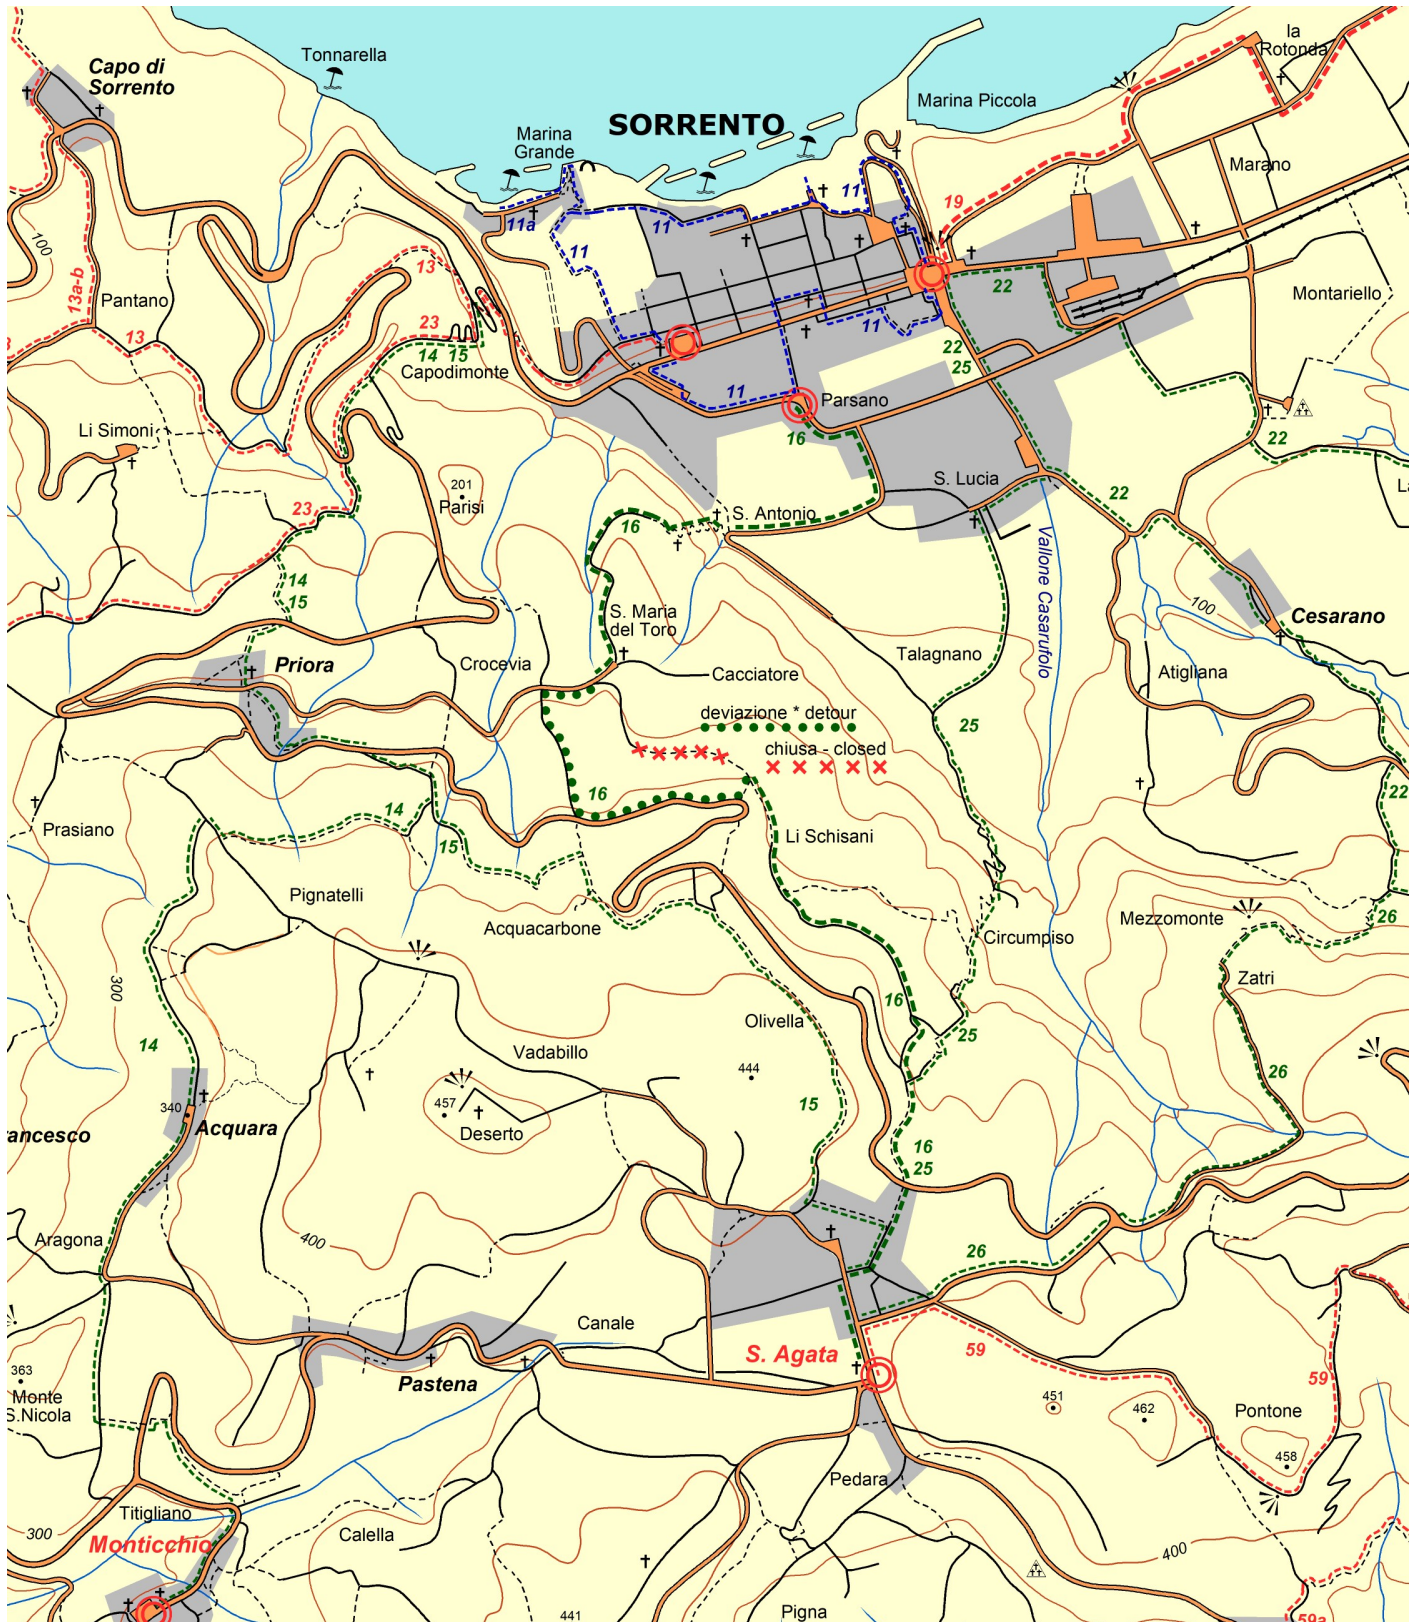 la
Rotonda
Tonnarella
Capo di
Sorrento
Marina Piccola
SORRENTO
Marina
Grande
Marano
11
19
11a
11
11
100
13
13a-b
22
Montariello
Pantano
23
13
14 15
11
22
25
Capodimonte
11
Parsano
16
Li Simoni
22
S. Lucia
201
Parisi
22
23
S. Antonio
16
Vallone Casarufolo
14
15
100
Cesarano
S. Maria
del Toro
Talagnano
Priora
Crocevia
Cacciatore
Atigliana
deviazione * detour
25
chiusa - closed
16
22
14
Prasiano
Li Schisani
15
Pignatelli
Mezzomonte
26
Acquacarbone
Circumpiso
Zatri
300
16
Olivella
25
14
Vadabillo
444
26
457
15
340
Acquara
Deserto
ancesco
16
25
Aragona
400
26
Canale
S. Agata
59
363
Pastena
59
Monte
S.Nicola
451
462
Pontone
458
Pedara
Titigliano
300
Calella
Monticchio
400
441
Pigna
59a